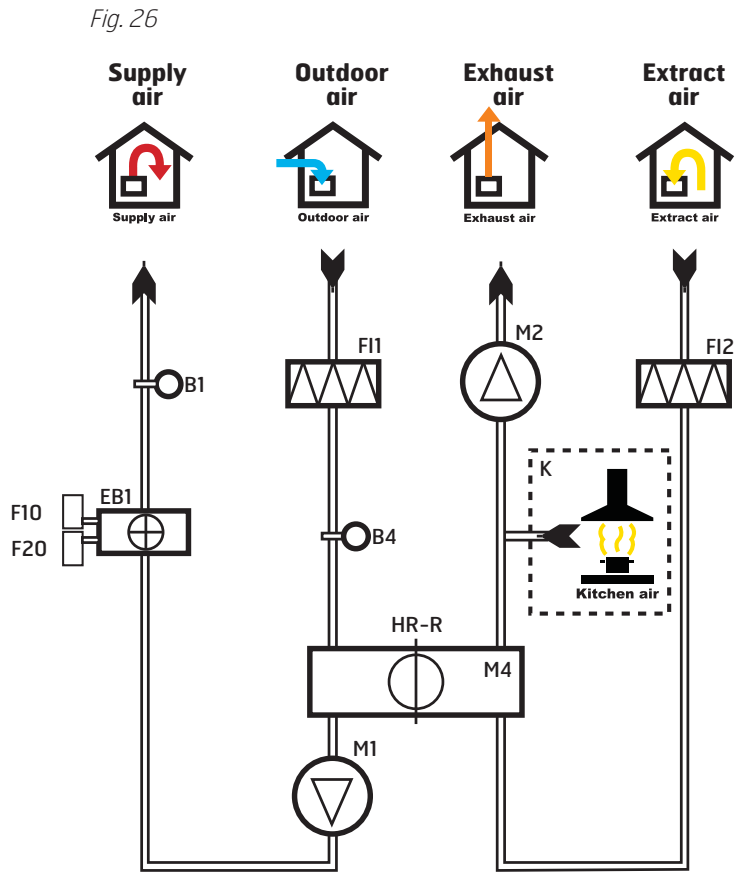 Fig. 26
Supply air
Outdoor air
Exhaust air
Extract air
Supply air
Outdoor air
Exhaust air
Extract air
M2
FI1
FI2
B1
K
EB1
F10
F20
B4
Kitchen air
HR-R
M4
M1